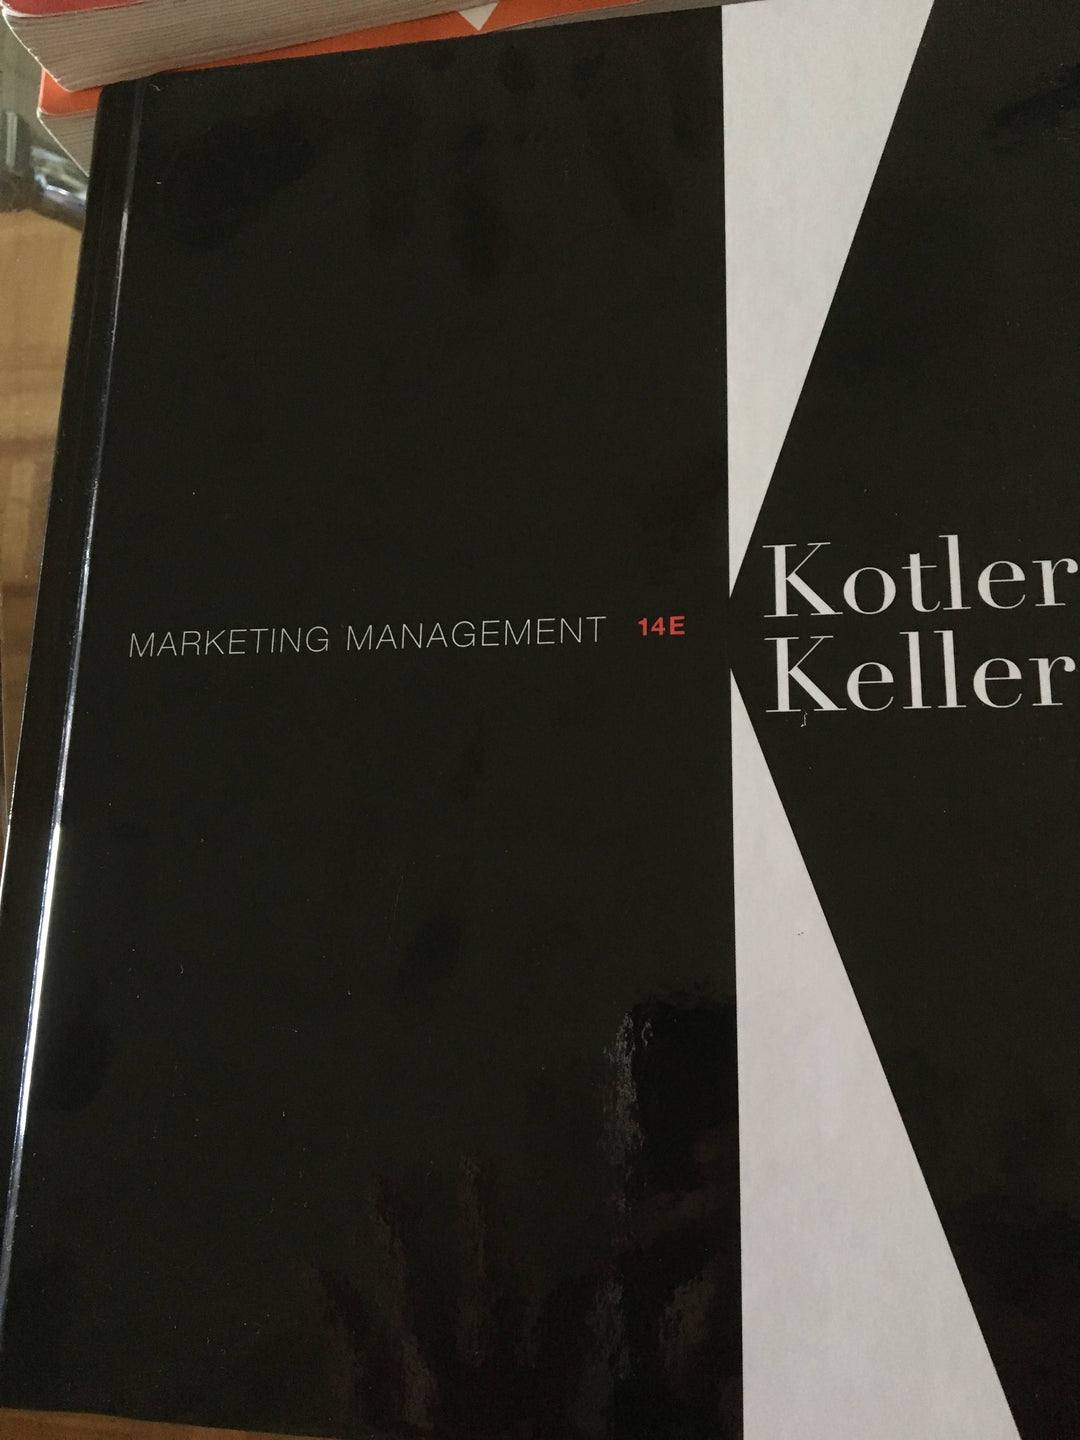 MARKETING MANAGEMENT 14E
Kotler
Keller